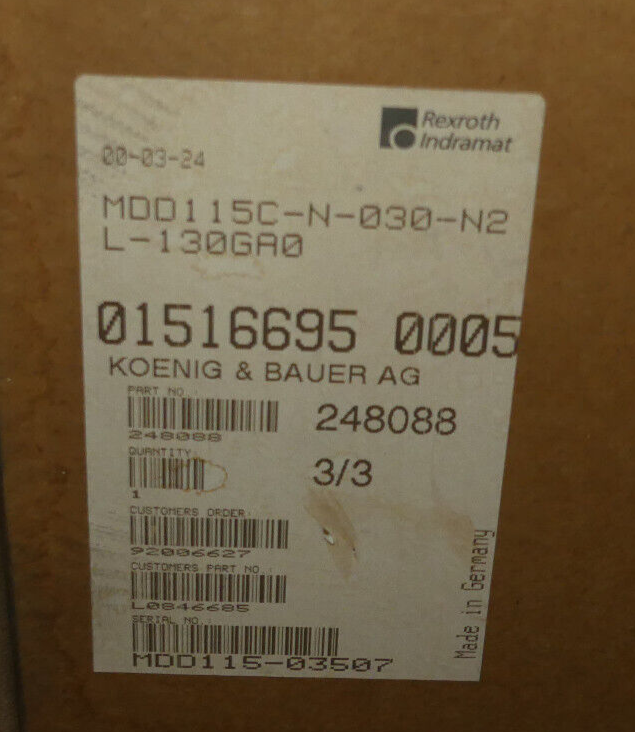 Rexroth
Indramat
00-03-24
MDD115C-N-030-N2
L-130GA0
01516695 0005
KOENIG & BAUER AG
PART NO.:
248088
248088
QUANTITY
3/3
1
CUSTOMERS ORDER:
92006627
CUSTOMERS PART NO.:
L0846685
SERIAL NO.:
MDD115-03507
Made in Germany